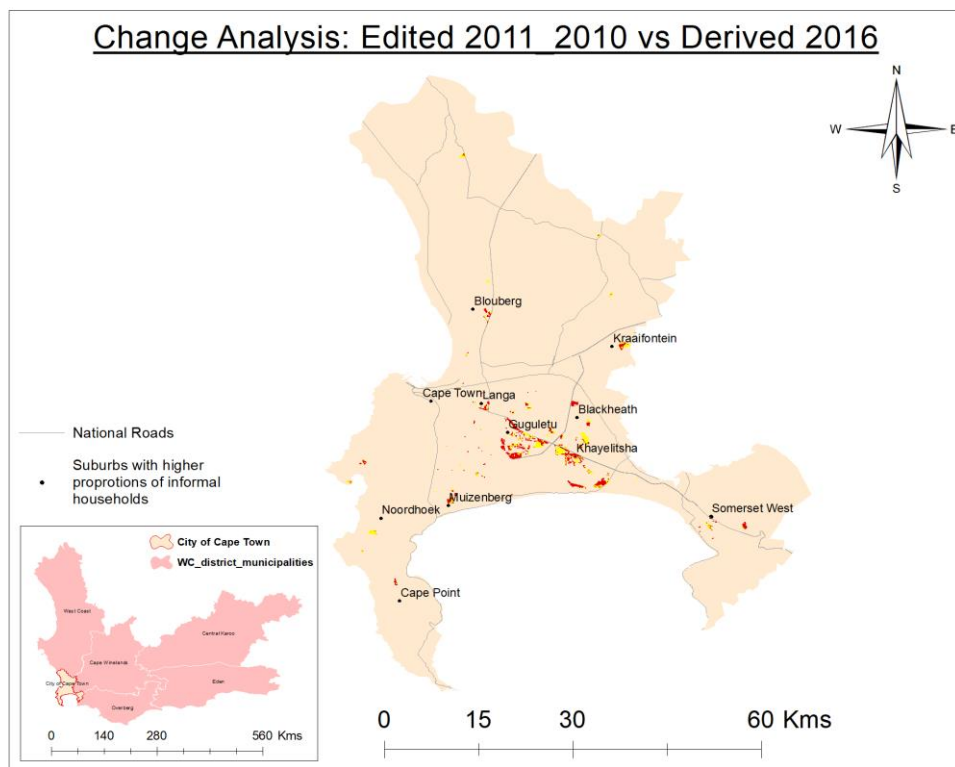 Change Analysis: Edited 2011_2010 vs Derived 2016
N
W
E
S
Blouberg
Kraaifontein
Cape Town
Langa
Blackheath
Guguletu
Khayelitsha
Muizenberg
Noordhoek
Somerset West
Cape Point
National Roads
Suburbs with higher
proprotions of informal
households
City of Cape Town
WC_district_municipalities
West Coast
Central Karoo
Cape Winelands
City of Cape Town
Eden
Overberg
0 140 280 560 Kms
0 15 30 60 Kms